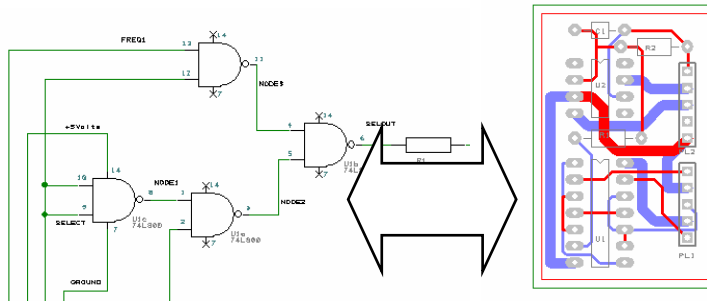 FREQ1
13
14
12
7
11
NODE3
+5Volts
14
4
SELOUT
6
5
R1
7
U1b
10
14
NODE1
8
1
14
9
SELECT
7
U1c
74LS00
2
3
NODE2
7
U1a
74LS00
GROUND
C1
R2
U2
PL2
U1
PL1